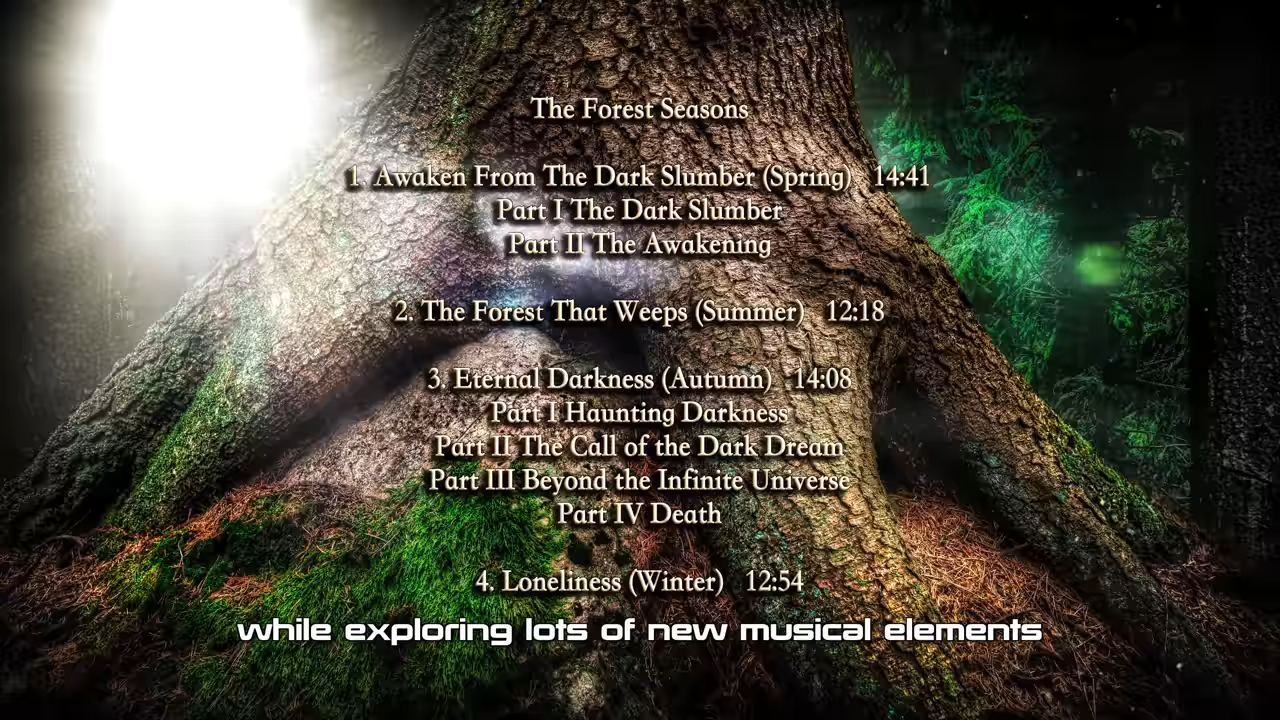 The Forest Seasons
1. Awaken From The Dark Slumber (Spring) 14:41
Part I The Dark Slumber
Part II The Awakening
2. The Forest That Weeps (Summer) 12:18
3. Eternal Darkness (Autumn) 14:08
Part I Haunting Darkness
Part II The Call of the Dark Dream
Part III Beyond the Infinite Universe
Part IV Death
4. Loneliness (Winter) 12:54
while exploring lots of new musical elements